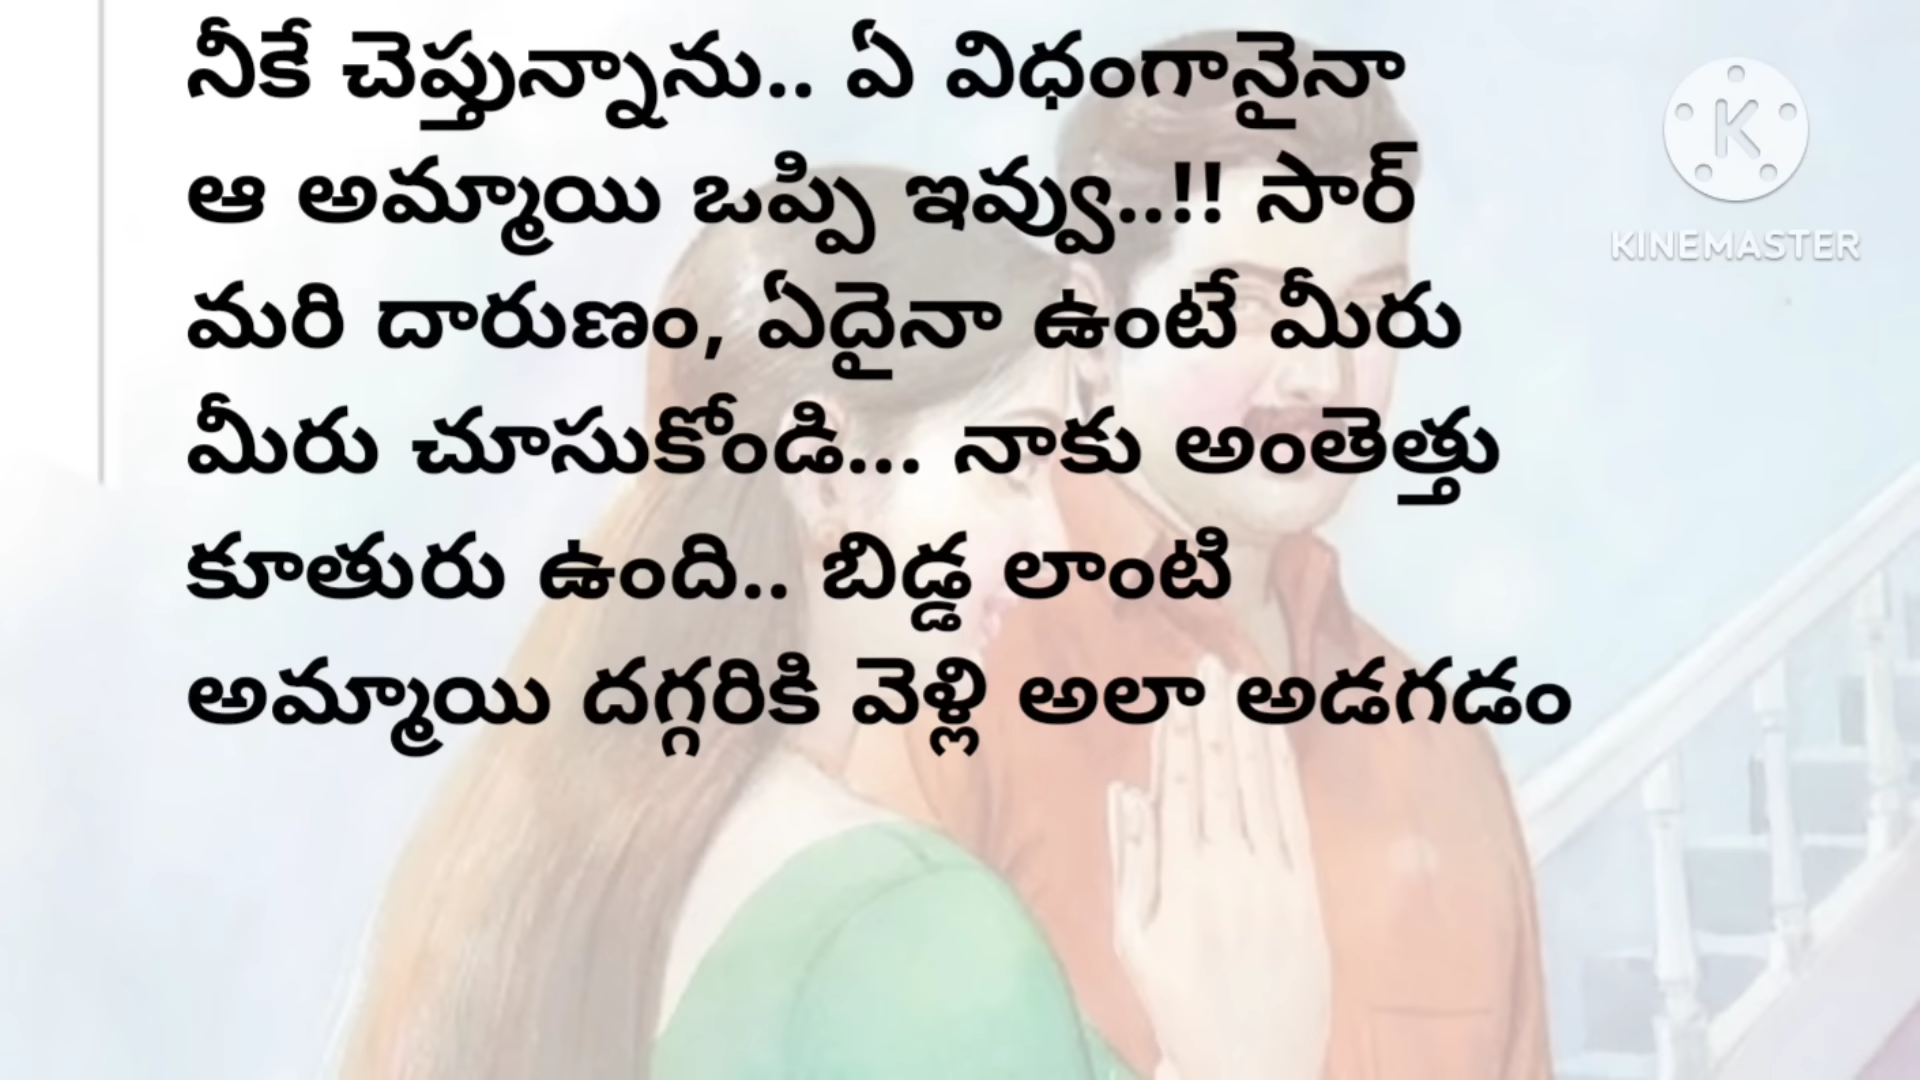 నీకే చెప్తున్నాను.. ఏ విధంగానైనా
ఆ అమ్మాయి ఒప్పి ఇవ్వు..!! సార్
మరి దారుణం, ఏదైనా ఉంటే మీరు
మీరు చూసుకోండి... నాకు అంతెత్తు
కూతురు ఉంది.. బిడ్డ లాంటి
అమ్మాయి దగ్గరికి వెళ్లి అలా అడగడం
K
KINEMASTER